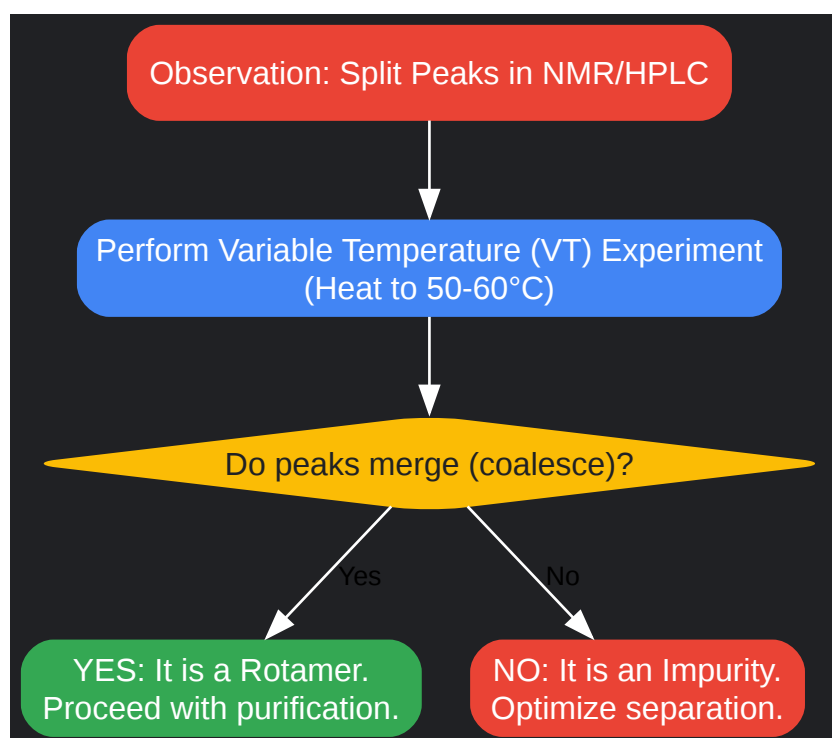 Observation: Split Peaks in NMR/HPLC
Perform Variable Temperature (VT) Experiment
(Heat to 50-60°C)
Do peaks merge (coalesce)?
Yes
No
YES: It is a Rotamer.
Proceed with purification.
NO: It is an Impurity.
Optimize separation.